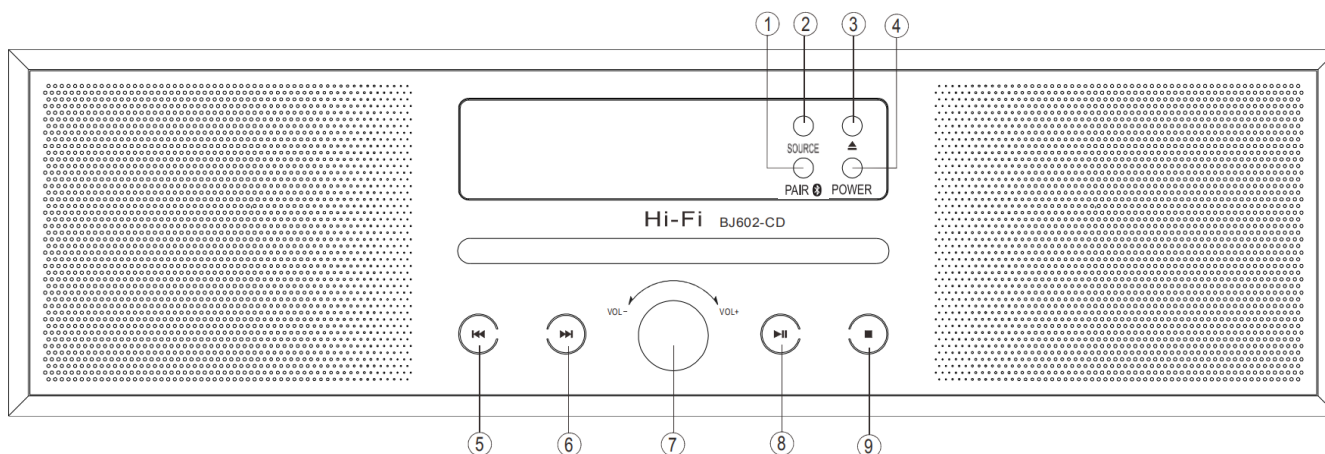 ① ② ③ ④
SOURCE
PAIR POWER
Hi-Fi BJ602-CD
VOL− VOL+
⑤ ⑥ ⑦ ⑧ ⑨